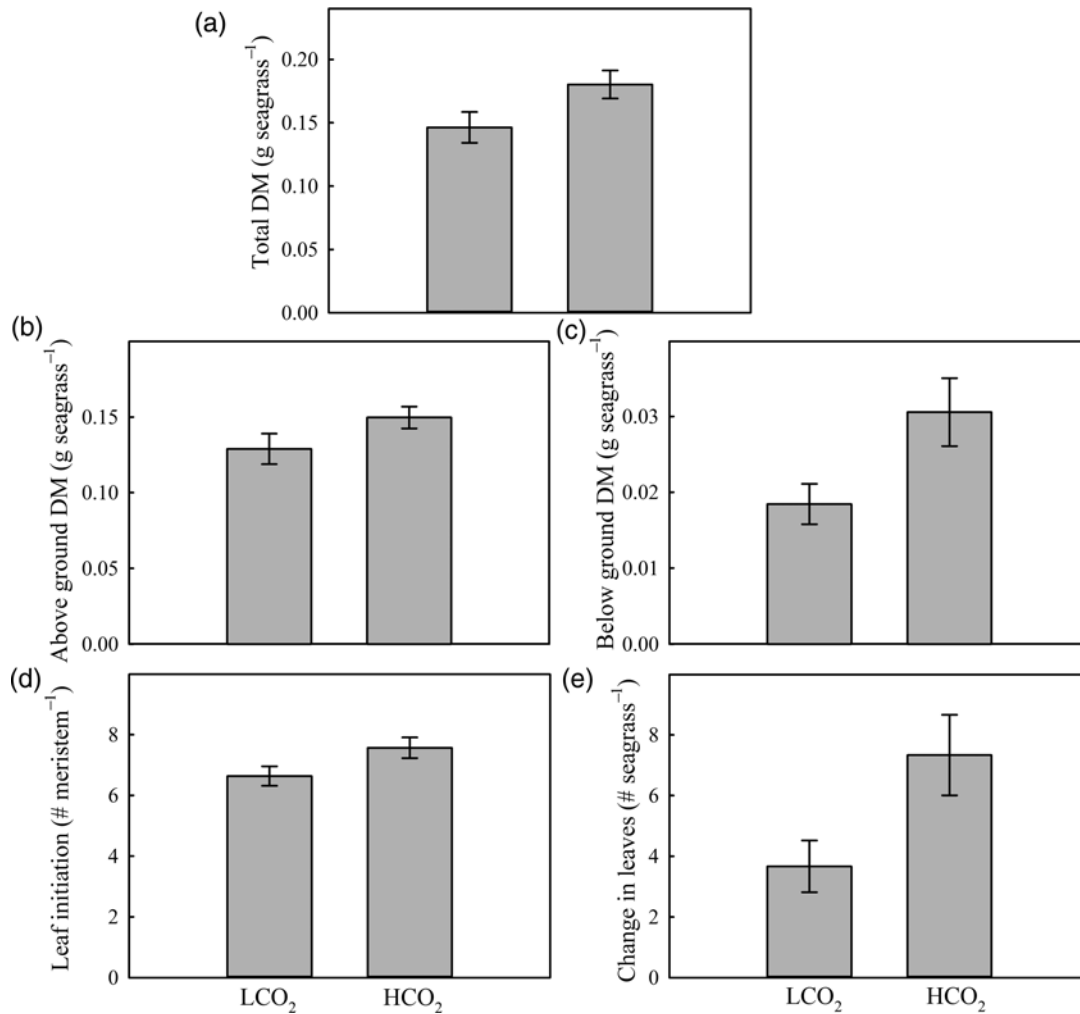 (a)
Total DM (g seagrass⁻¹)
0.20
0.15
0.10
0.05
0.00
(b)
Above ground DM (g seagrass⁻¹)
0.15
0.10
0.05
0.00
(c)
Below ground DM (g seagrass⁻¹)
0.03
0.02
0.01
0.00
(d)
Leaf initiation (# meristem⁻¹)
8
6
4
2
0
LCO₂ HCO₂
(e)
Change in leaves (# seagrass⁻¹)
8
6
4
2
0
LCO₂ HCO₂